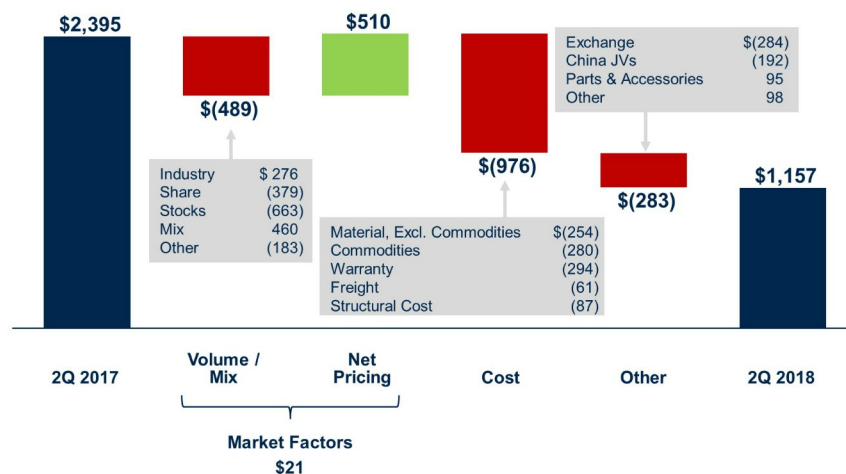 $2,395
$(489)
$510
$(976)
$(283)
$1,157
Exchange $(284)
China JVs (192)
Parts & Accessories 95
Other 98
Industry $ 276
Share (379)
Stocks (663)
Mix 460
Other (183)
Material, Excl. Commodities $(254)
Commodities (280)
Warranty (294)
Freight (61)
Structural Cost (87)
2Q 2017
Volume /
Mix
Net
Pricing
Cost
Other
2Q 2018
Market Factors
$21